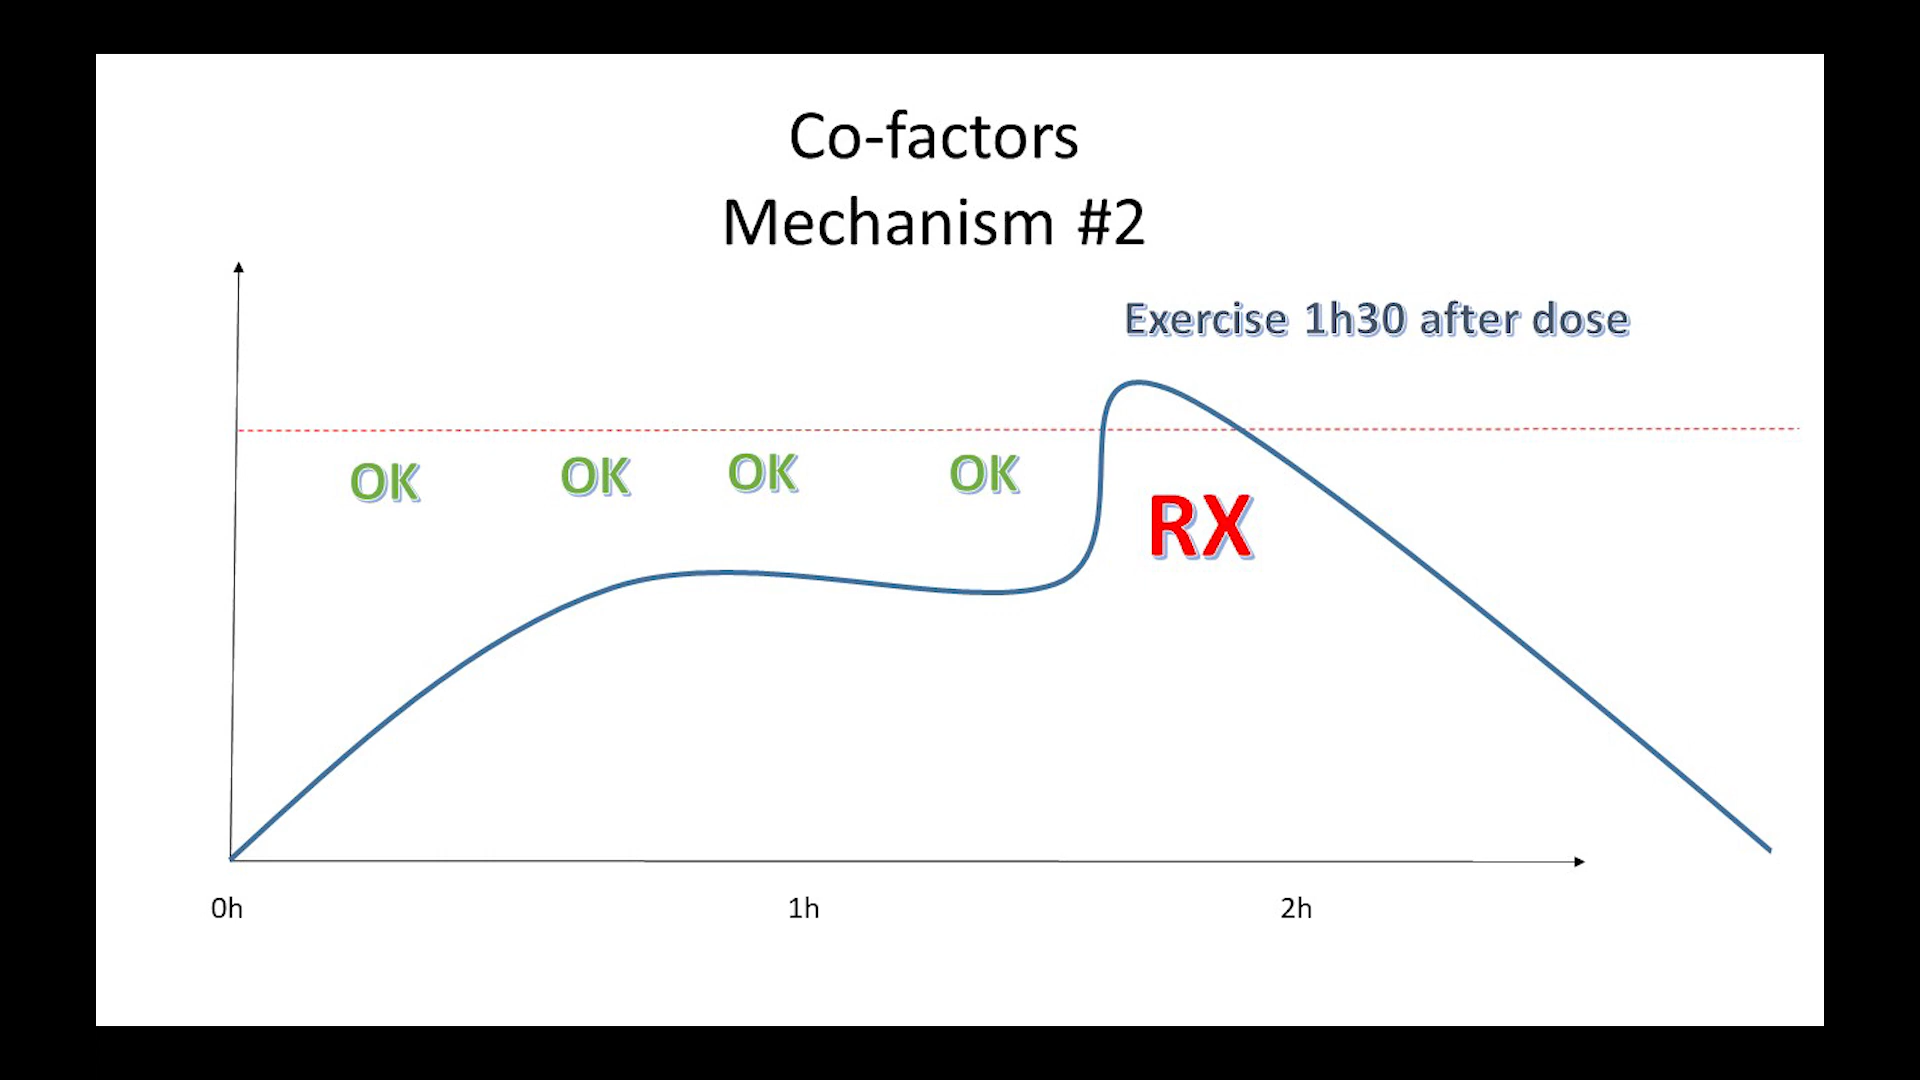 Co-factors
Mechanism #2
Exercise 1h30 after dose
OK OK OK OK
RX
0h 1h 2h